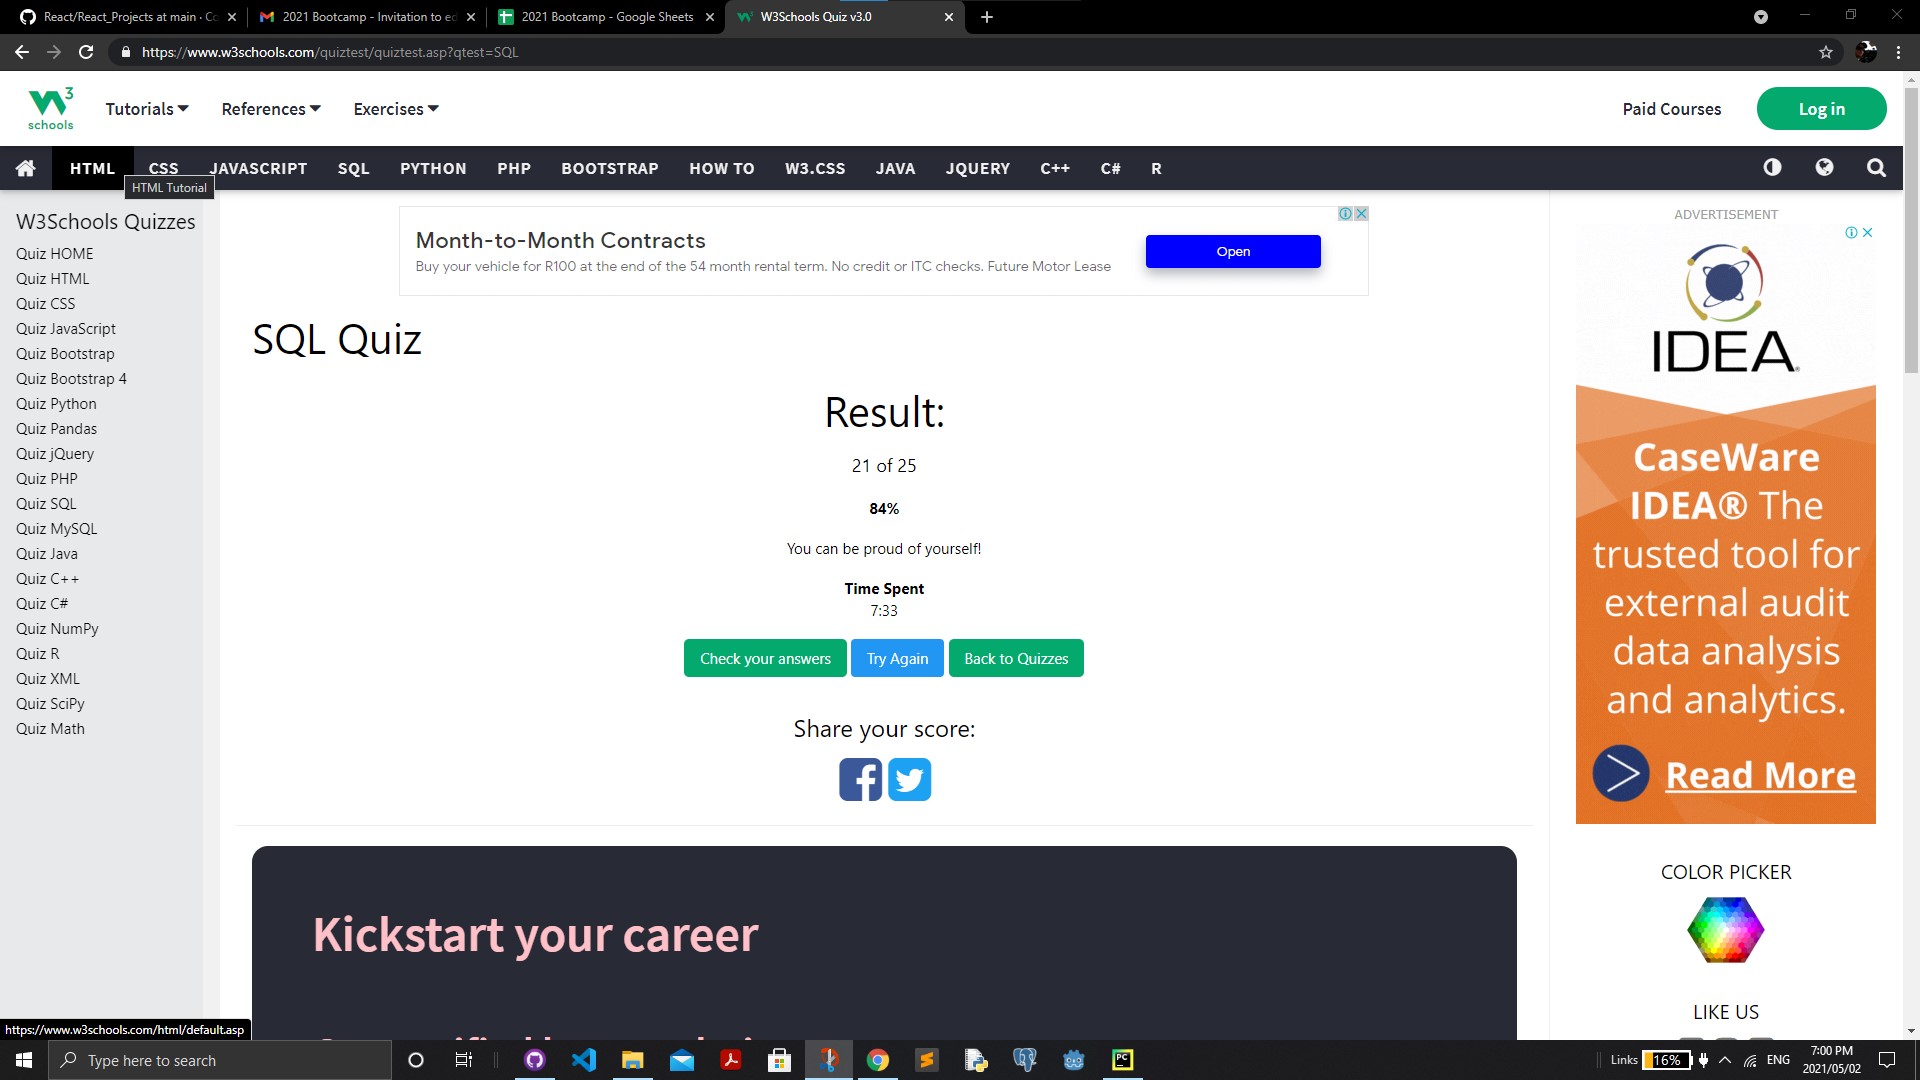 React/React_Projects at main · Co
2021 Bootcamp - Invitation to ed
2021 Bootcamp - Google Sheets
W3Schools Quiz v3.0
https://www.w3schools.com/quiztest/quiztest.asp?qtest=SQL
3
schools
Tutorials
References
Exercises
Paid Courses
Log in
HTML CSS JAVASCRIPT SQL PYTHON PHP BOOTSTRAP HOW TO W3.CSS JAVA JQUERY C++ C# R
HTML Tutorial
W3Schools Quizzes
Quiz HOME
Quiz HTML
Quiz CSS
Quiz JavaScript
Quiz Bootstrap
Quiz Bootstrap 4
Quiz Python
Quiz Pandas
Quiz jQuery
Quiz PHP
Quiz SQL
Quiz MySQL
Quiz Java
Quiz C++
Quiz C#
Quiz NumPy
Quiz R
Quiz XML
Quiz SciPy
Quiz Math
Month-to-Month Contracts
Buy your vehicle for R100 at the end of the 54 month rental term. No credit or ITC checks. Future Motor Lease
Open
SQL Quiz
Result:
21 of 25
84%
You can be proud of yourself!
Time Spent
7:33
Check your answers
Try Again
Back to Quizzes
Share your score:
Kickstart your career
ADVERTISEMENT
IDEA
CaseWare
IDEA® The
trusted tool for
external audit
data analysis
and analytics.
Read More
COLOR PICKER
LIKE US
https://www.w3schools.com/html/default.asp
Type here to search
PC
Links
16%
ENG
7:00 PM
2021/05/02